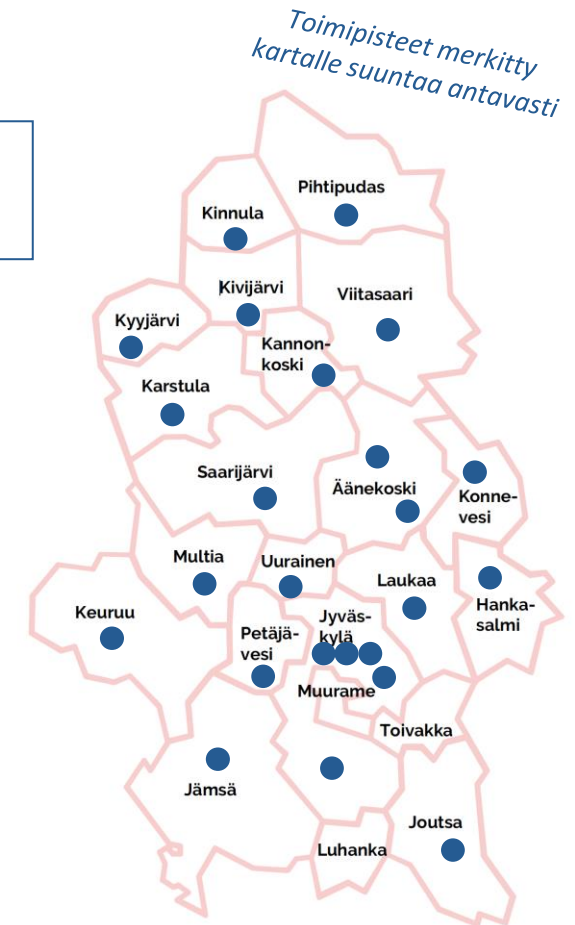 Toimipisteet merkitty
kartalle suuntaa antavasti
Pihtipudas
Kinnula
Kivijärvi
Viitasaari
Kyyjärvi
Kannon-
koski
Karstula
Saarijärvi
Äänekoski
Konne-
vesi
Multia
Uurainen
Laukaa
Keuruu
Hanka-
salmi
Jyväs-
kylä
Petäjä-
vesi
Muurame
Toivakka
Jämsä
Joutsa
Luhanka